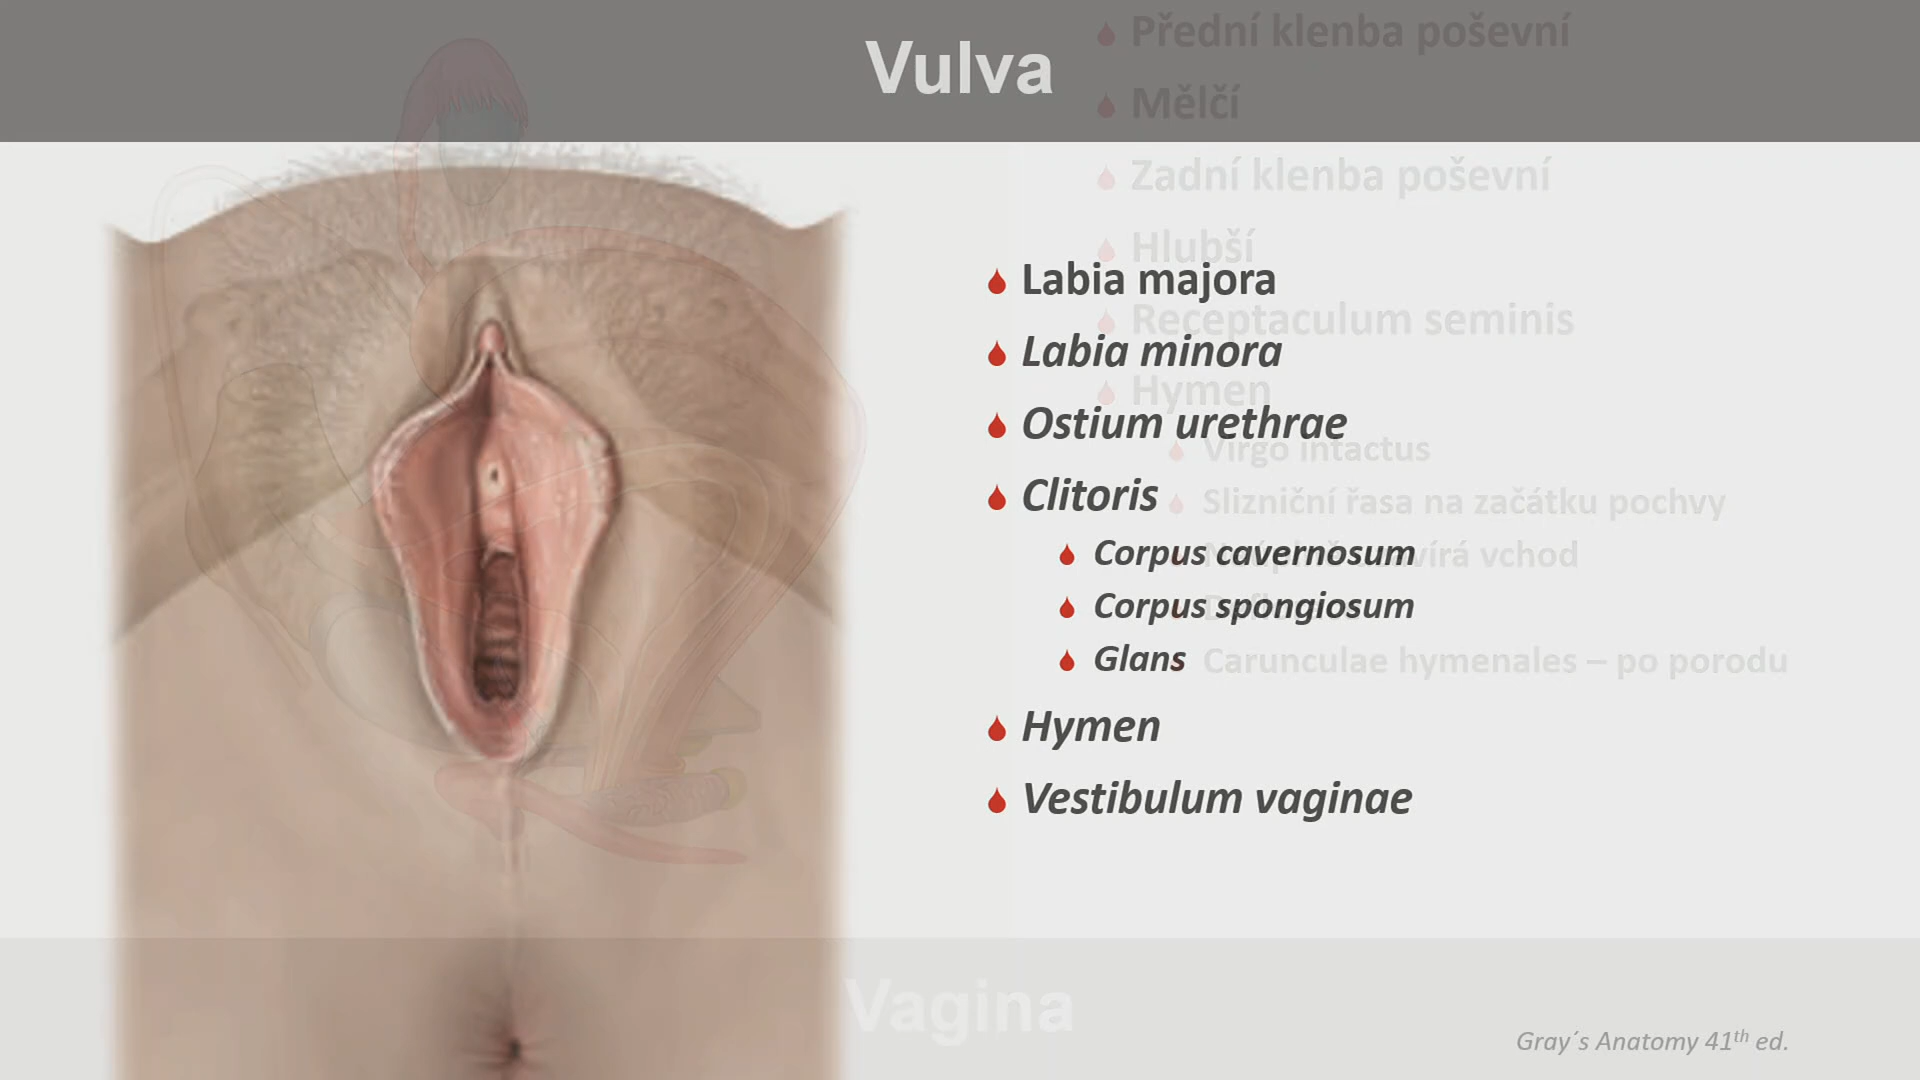 Vulva
Přední klenba poševní
Mělčí
Zadní klenba poševní
Hlubší
Labia majora
Receptaculum seminis
Labia minora
Hymen
Ostium urethrae
Virgo intactus
Clitoris
Slizniční řasa na začátku pochvy
Corpus cavernosum
vchod
Corpus spongiosum
Glans
Carunculae hymenales – po porodu
Hymen
Vestibulum vaginae
Vagina
Gray´s Anatomy 41th ed.